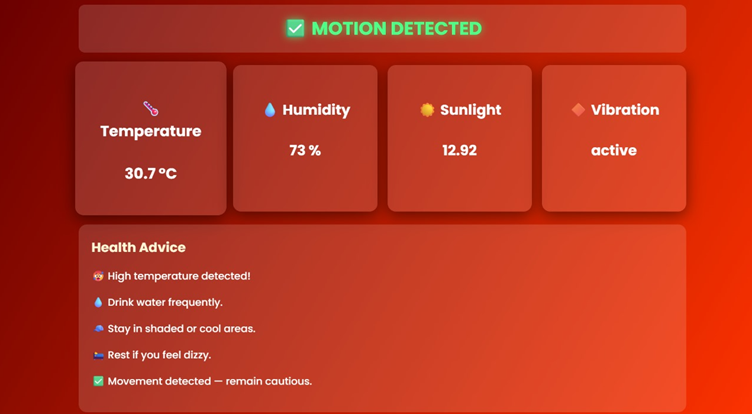 ✅ MOTION DETECTED
🌡️ Temperature
30.7 °C
💧 Humidity
73 %
☀️ Sunlight
12.92
🔸 Vibration
active
Health Advice
🥵 High temperature detected!
💧 Drink water frequently.
🧢 Stay in shaded or cool areas.
🛏️ Rest if you feel dizzy.
✅ Movement detected — remain cautious.